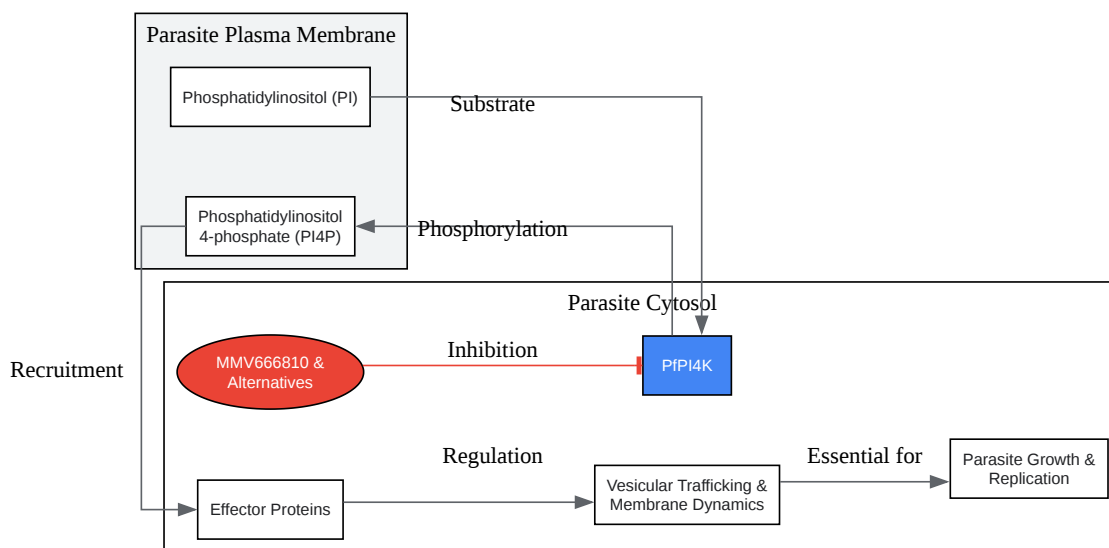 Parasite Plasma Membrane
Phosphatidylinositol (PI)
Substrate
Phosphatidylinositol
4-phosphate (PI4P)
Phosphorylation
Parasite Cytosol
Recruitment
MMV666810 &
Alternatives
Inhibition
PfPI4K
Effector Proteins
Regulation
Vesicular Trafficking &
Membrane Dynamics
Essential for
Parasite Growth &
Replication